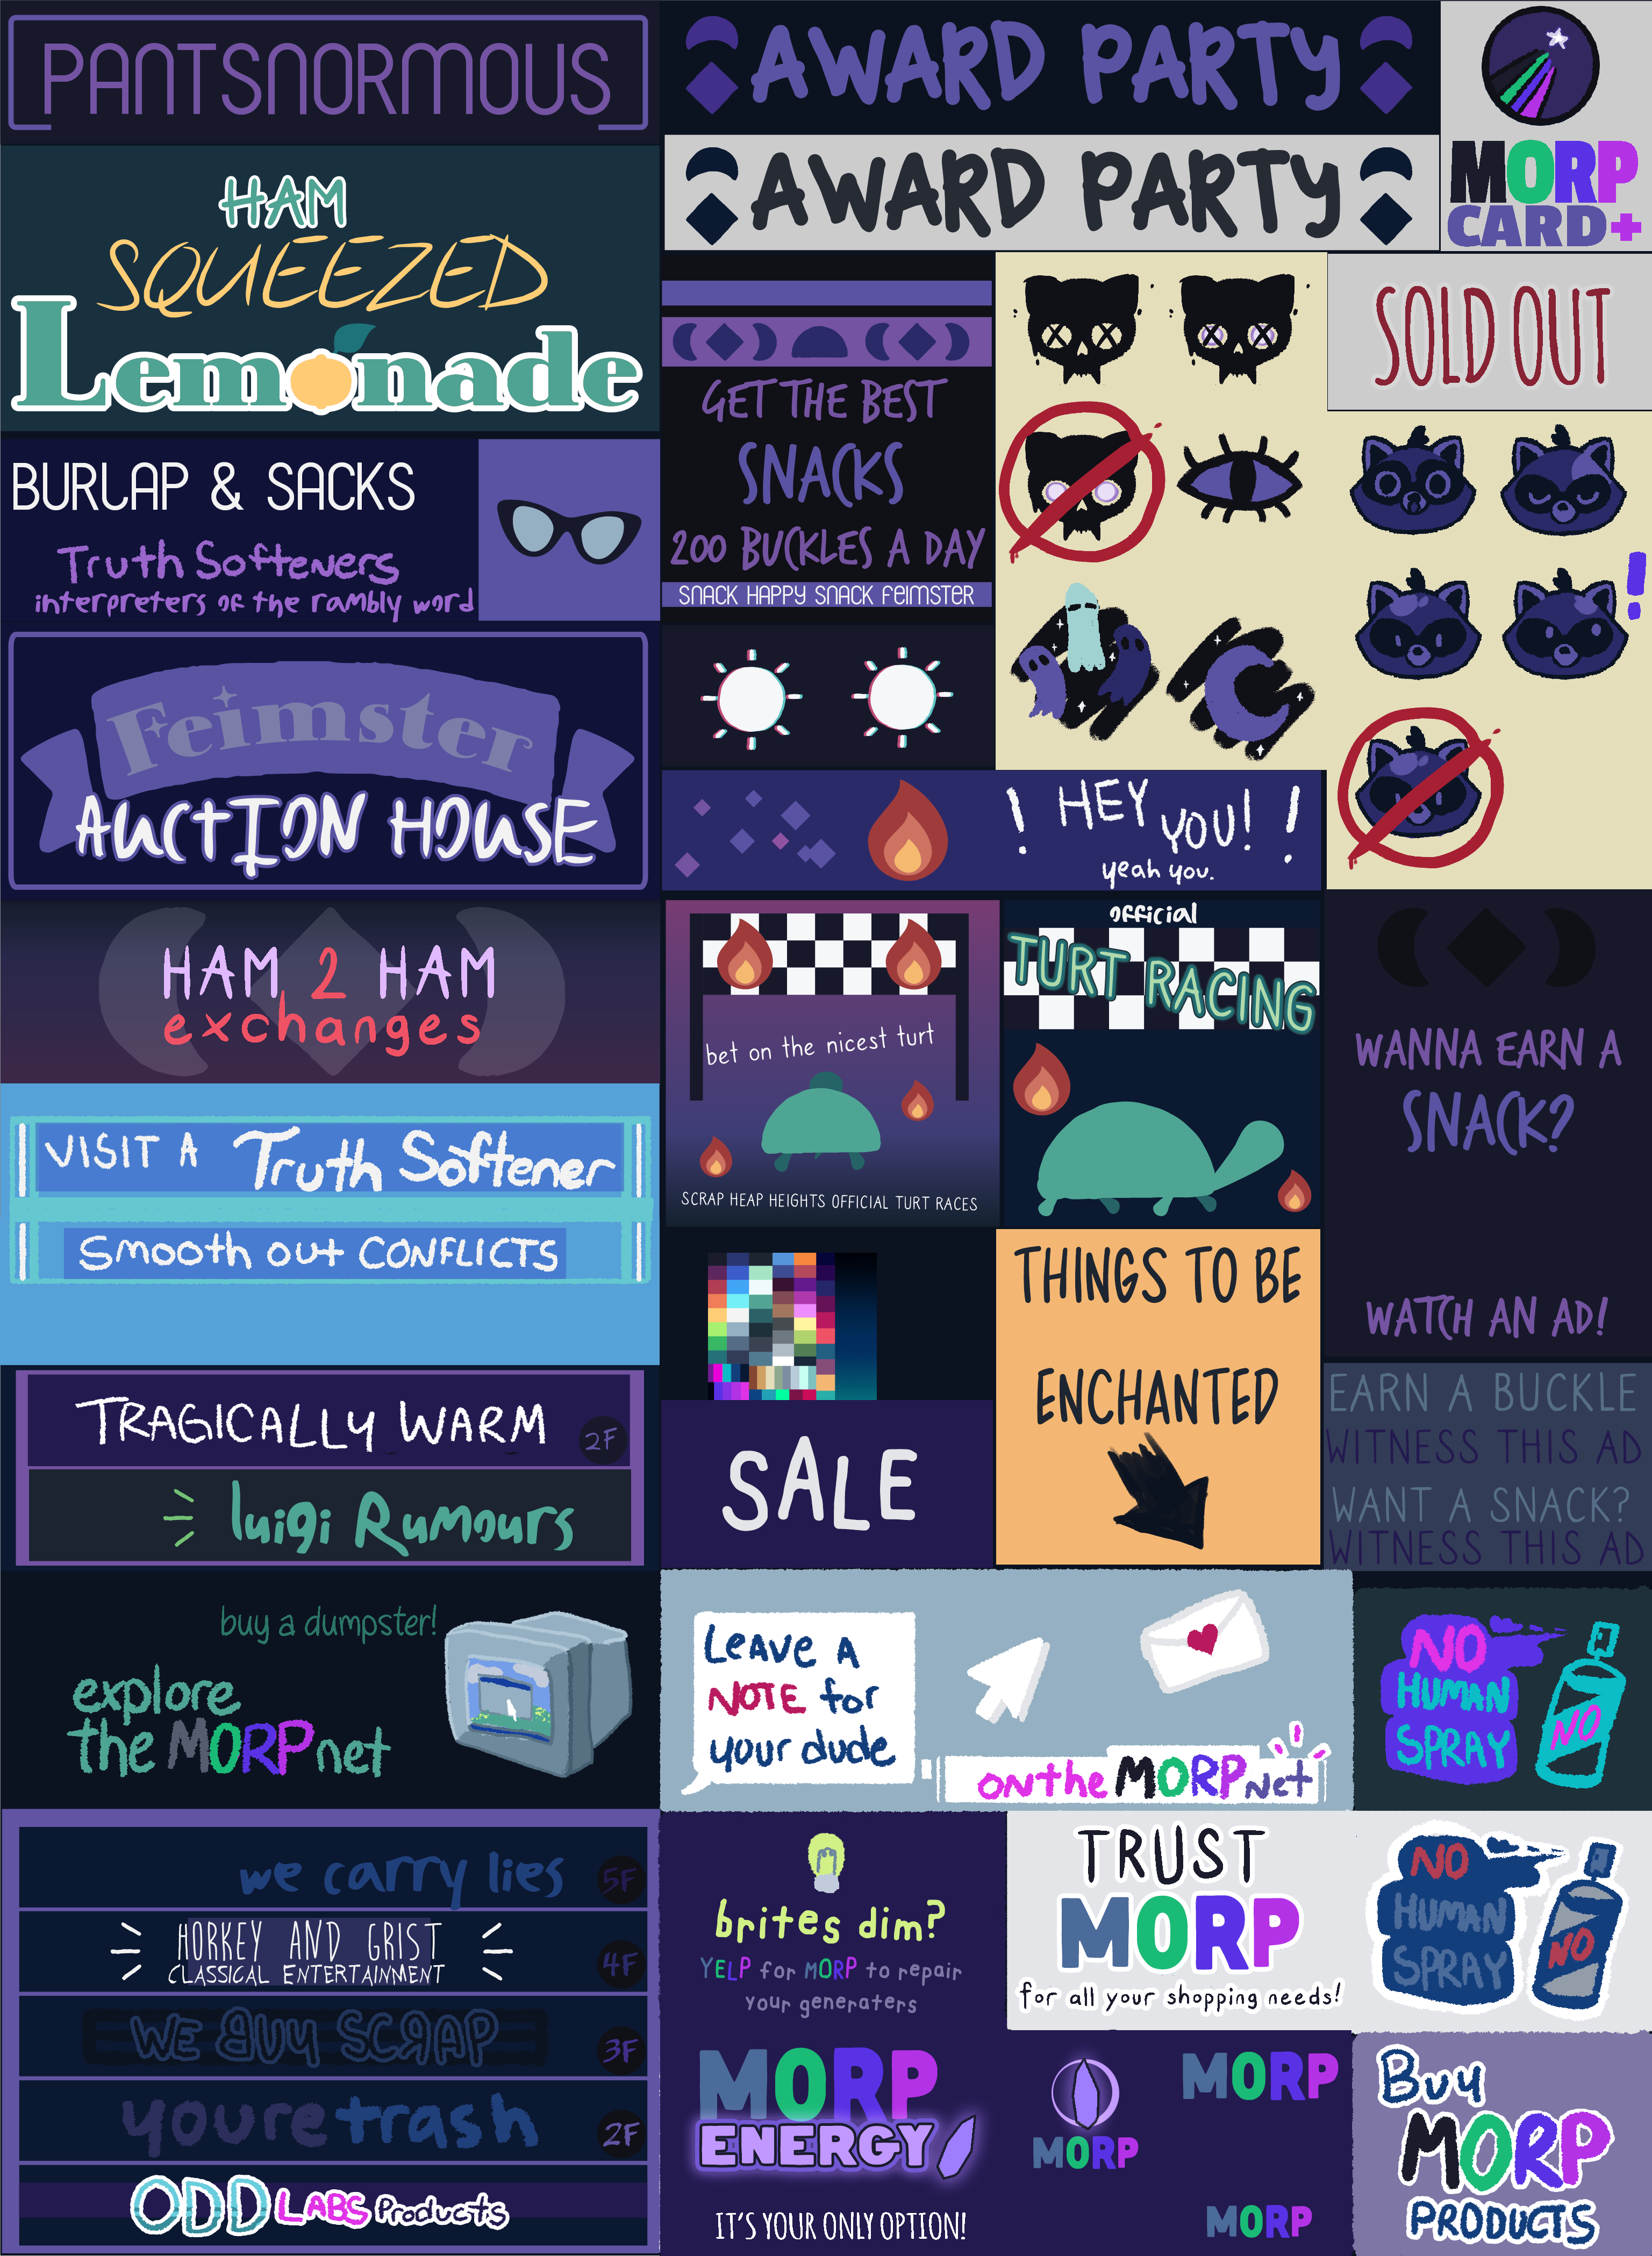 PANTSNORMOUS
AWARD PARTY
AWARD PARTY
MORP
CARD+
HAM
SQUEEZED
Lemonade
GET THE BEST
SNACKS
200 BUCKLES A DAY
SNACK HAPPY SNACK FEIMSTER
SOLD OUT
BURLAP & SACKS
Truth Softeners
interpreters of the rambly word
!
Feimster
AUCTION HOUSE
! HEY YOU! !
yeah you.
HAM 2 HAM
exchanges
bet on the nicest turt
SCRAP HEAP HEIGHTS OFFICIAL TURT RACES
official
TURT RACING
WANNA EARN A
SNACK?
WATCH AN AD!
VISIT A Truth Softener
Smooth out CONFLICTS
THINGS TO BE
ENCHANTED
SALE
EARN A BUCKLE
WITNESS THIS AD
WANT A SNACK?
WITNESS THIS AD
TRAGICALLY WARM
2F
luigi Rumours
buy a dumpster!
explore
the MORPnet
LEAVE A
NOTE for
your dude
on the MORPnet
NO
HUMAN
SPRAY
NO
we carry lies
5F
HORKEY AND GRIST
CLASSICAL ENTERTAINMENT
4F
WE BUY SCRAP
3F
youre trash
2F
ODD LABS Products
brites dim?
YELP for MORP to repair
your generaters
TRUST
MORP
for all your shopping needs!
NO
HUMAN
SPRAY
NO
MORP
ENERGY
IT'S YOUR ONLY OPTION!
MORP
MORP
MORP
Buy
MORP
PRODUCTS